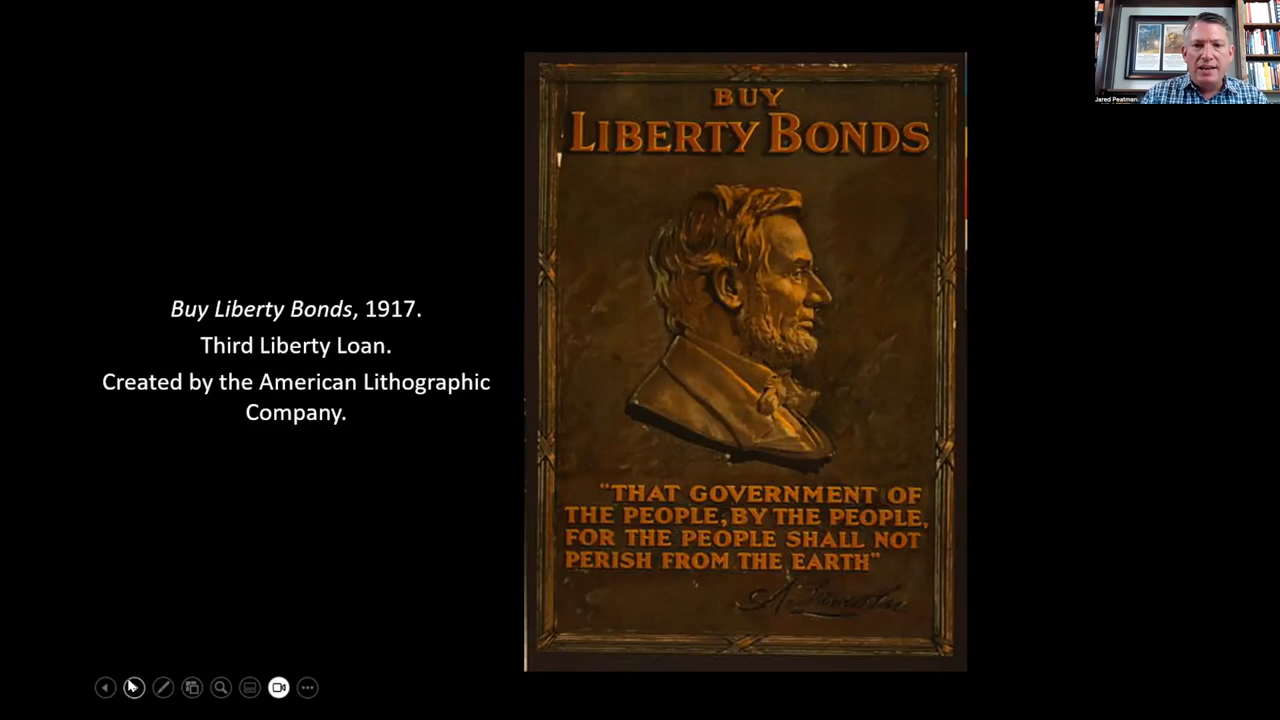 Buy Liberty Bonds, 1917.
Third Liberty Loan.
Created by the American Lithographic
Company.
BUY
LIBERTY BONDS
"THAT GOVERNMENT OF
THE PEOPLE, BY THE PEOPLE,
FOR THE PEOPLE SHALL NOT
PERISH FROM THE EARTH"
A. Lincoln
Jared Peatman